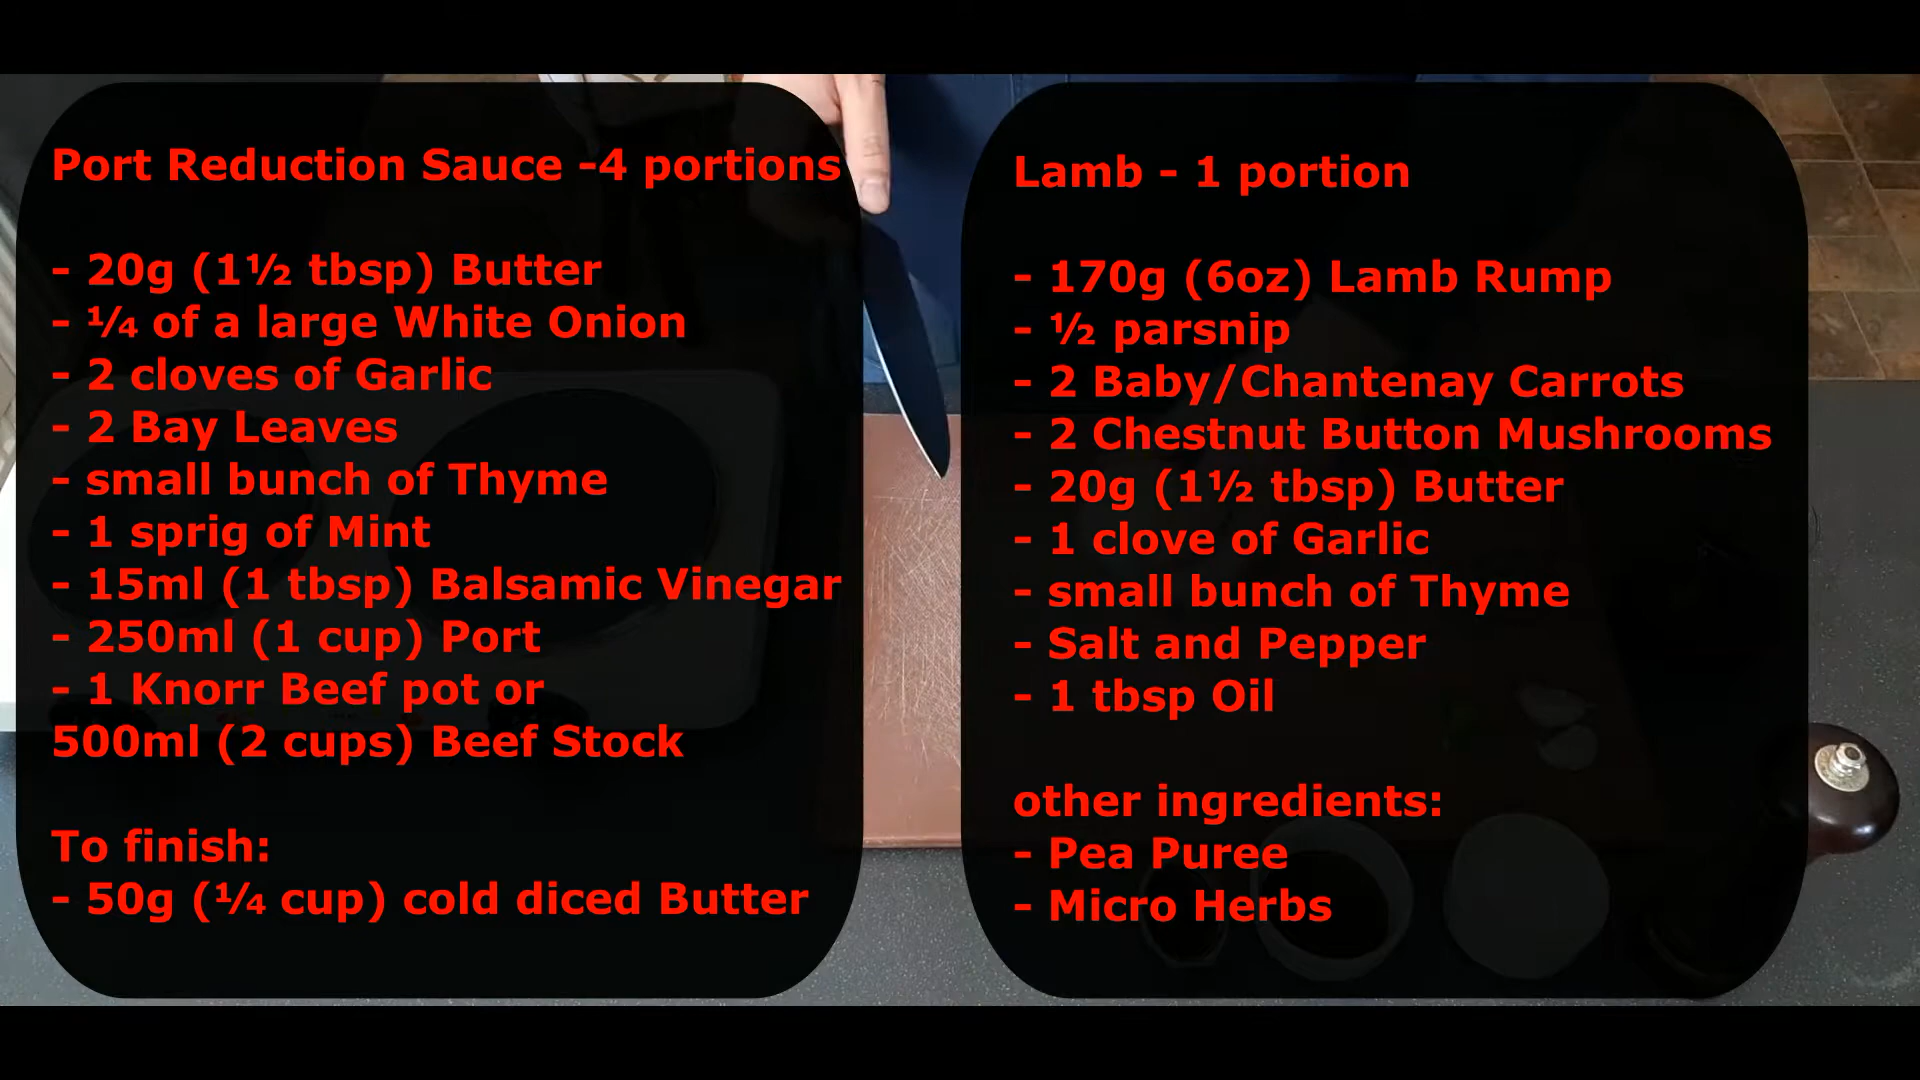 Port Reduction Sauce -4 portions
- 20g (1½ tbsp) Butter
- ¼ of a large White Onion
- 2 cloves of Garlic
- 2 Bay Leaves
- small bunch of Thyme
- 1 sprig of Mint
- 15ml (1 tbsp) Balsamic Vinegar
- 250ml (1 cup) Port
- 1 Knorr Beef pot or
500ml (2 cups) Beef Stock
To finish:
- 50g (¼ cup) cold diced Butter
Lamb - 1 portion
- 170g (6oz) Lamb Rump
- ½ parsnip
- 2 Baby/Chantenay Carrots
- 2 Chestnut Button Mushrooms
- 20g (1½ tbsp) Butter
- 1 clove of Garlic
- small bunch of Thyme
- Salt and Pepper
- 1 tbsp Oil
other ingredients:
- Pea Puree
- Micro Herbs